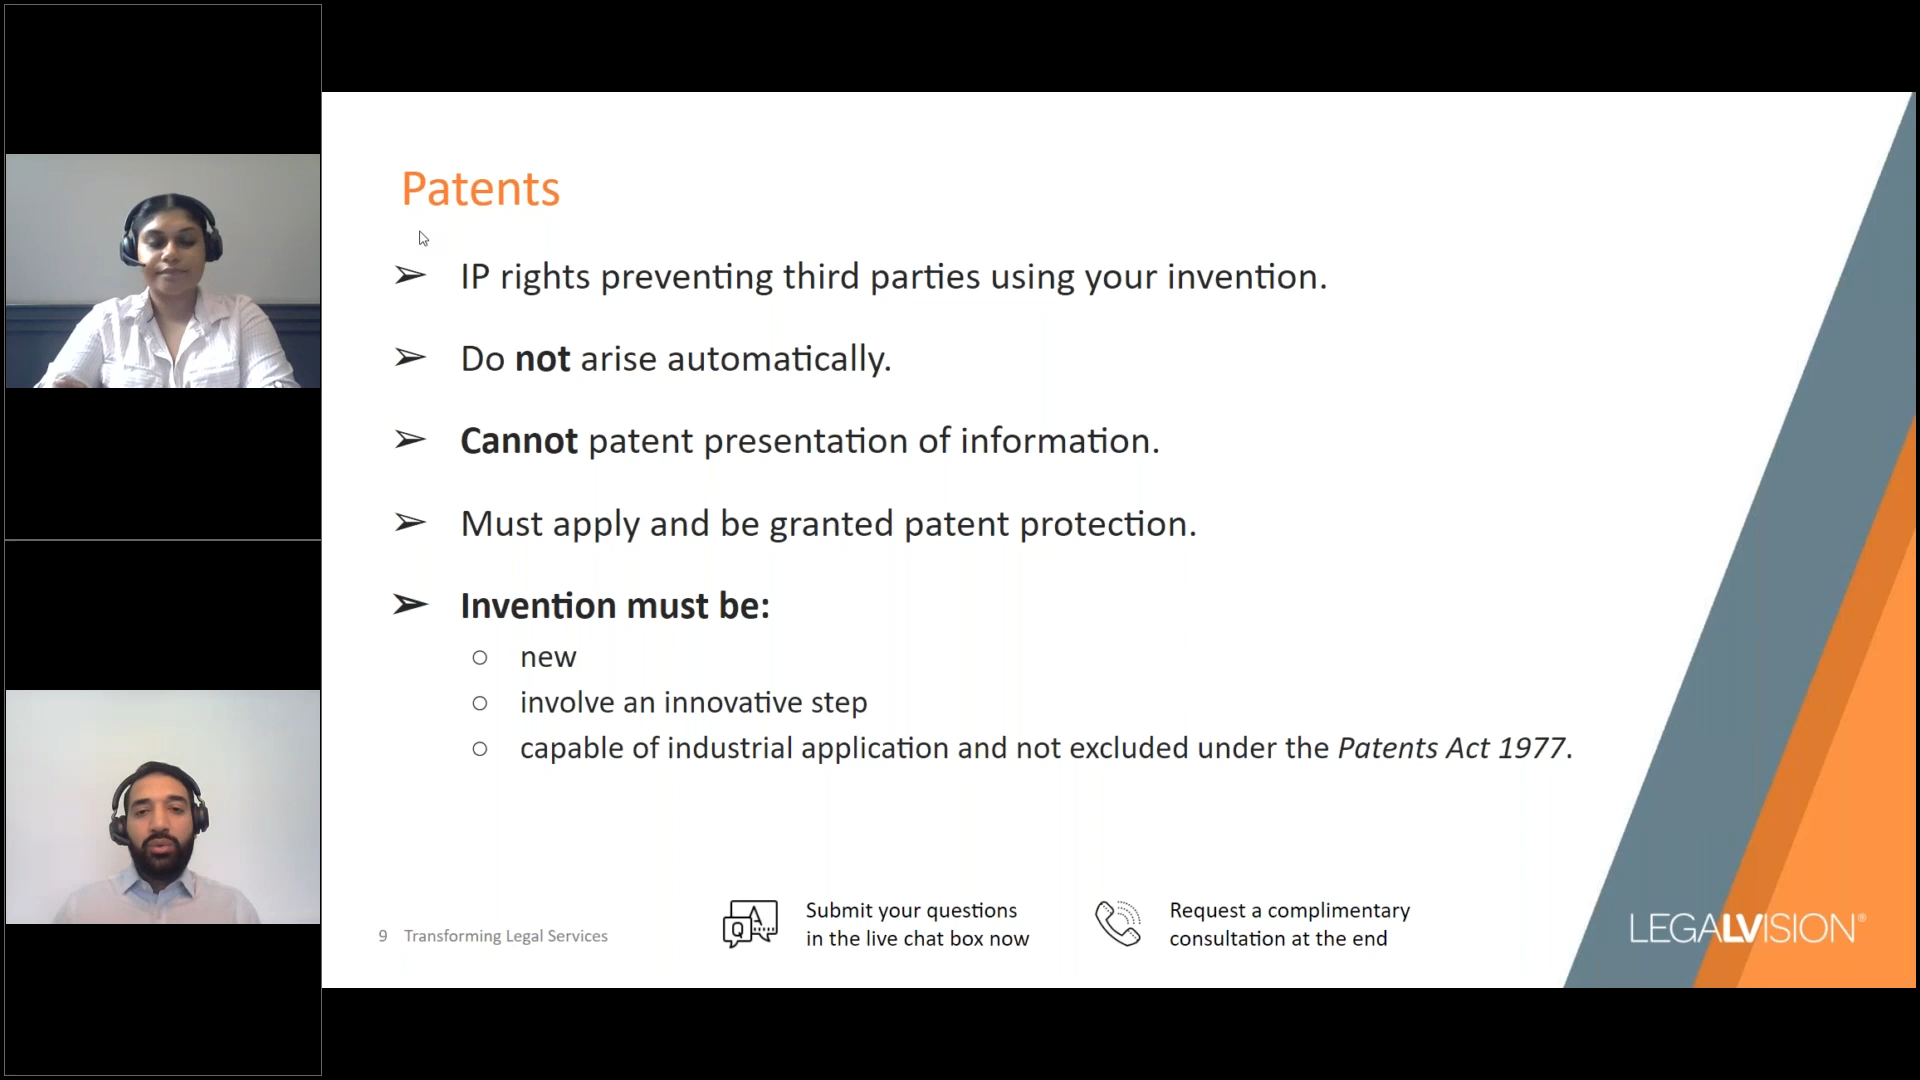 Patents
➢ IP rights preventing third parties using your invention.
➢ Do not arise automatically.
➢ Cannot patent presentation of information.
➢ Must apply and be granted patent protection.
➢ Invention must be:
○ new
○ involve an innovative step
○ capable of industrial application and not excluded under the Patents Act 1977.
9 Transforming Legal Services
Q A
Submit your questions
in the live chat box now
Request a complimentary
consultation at the end
LEGALVISION®